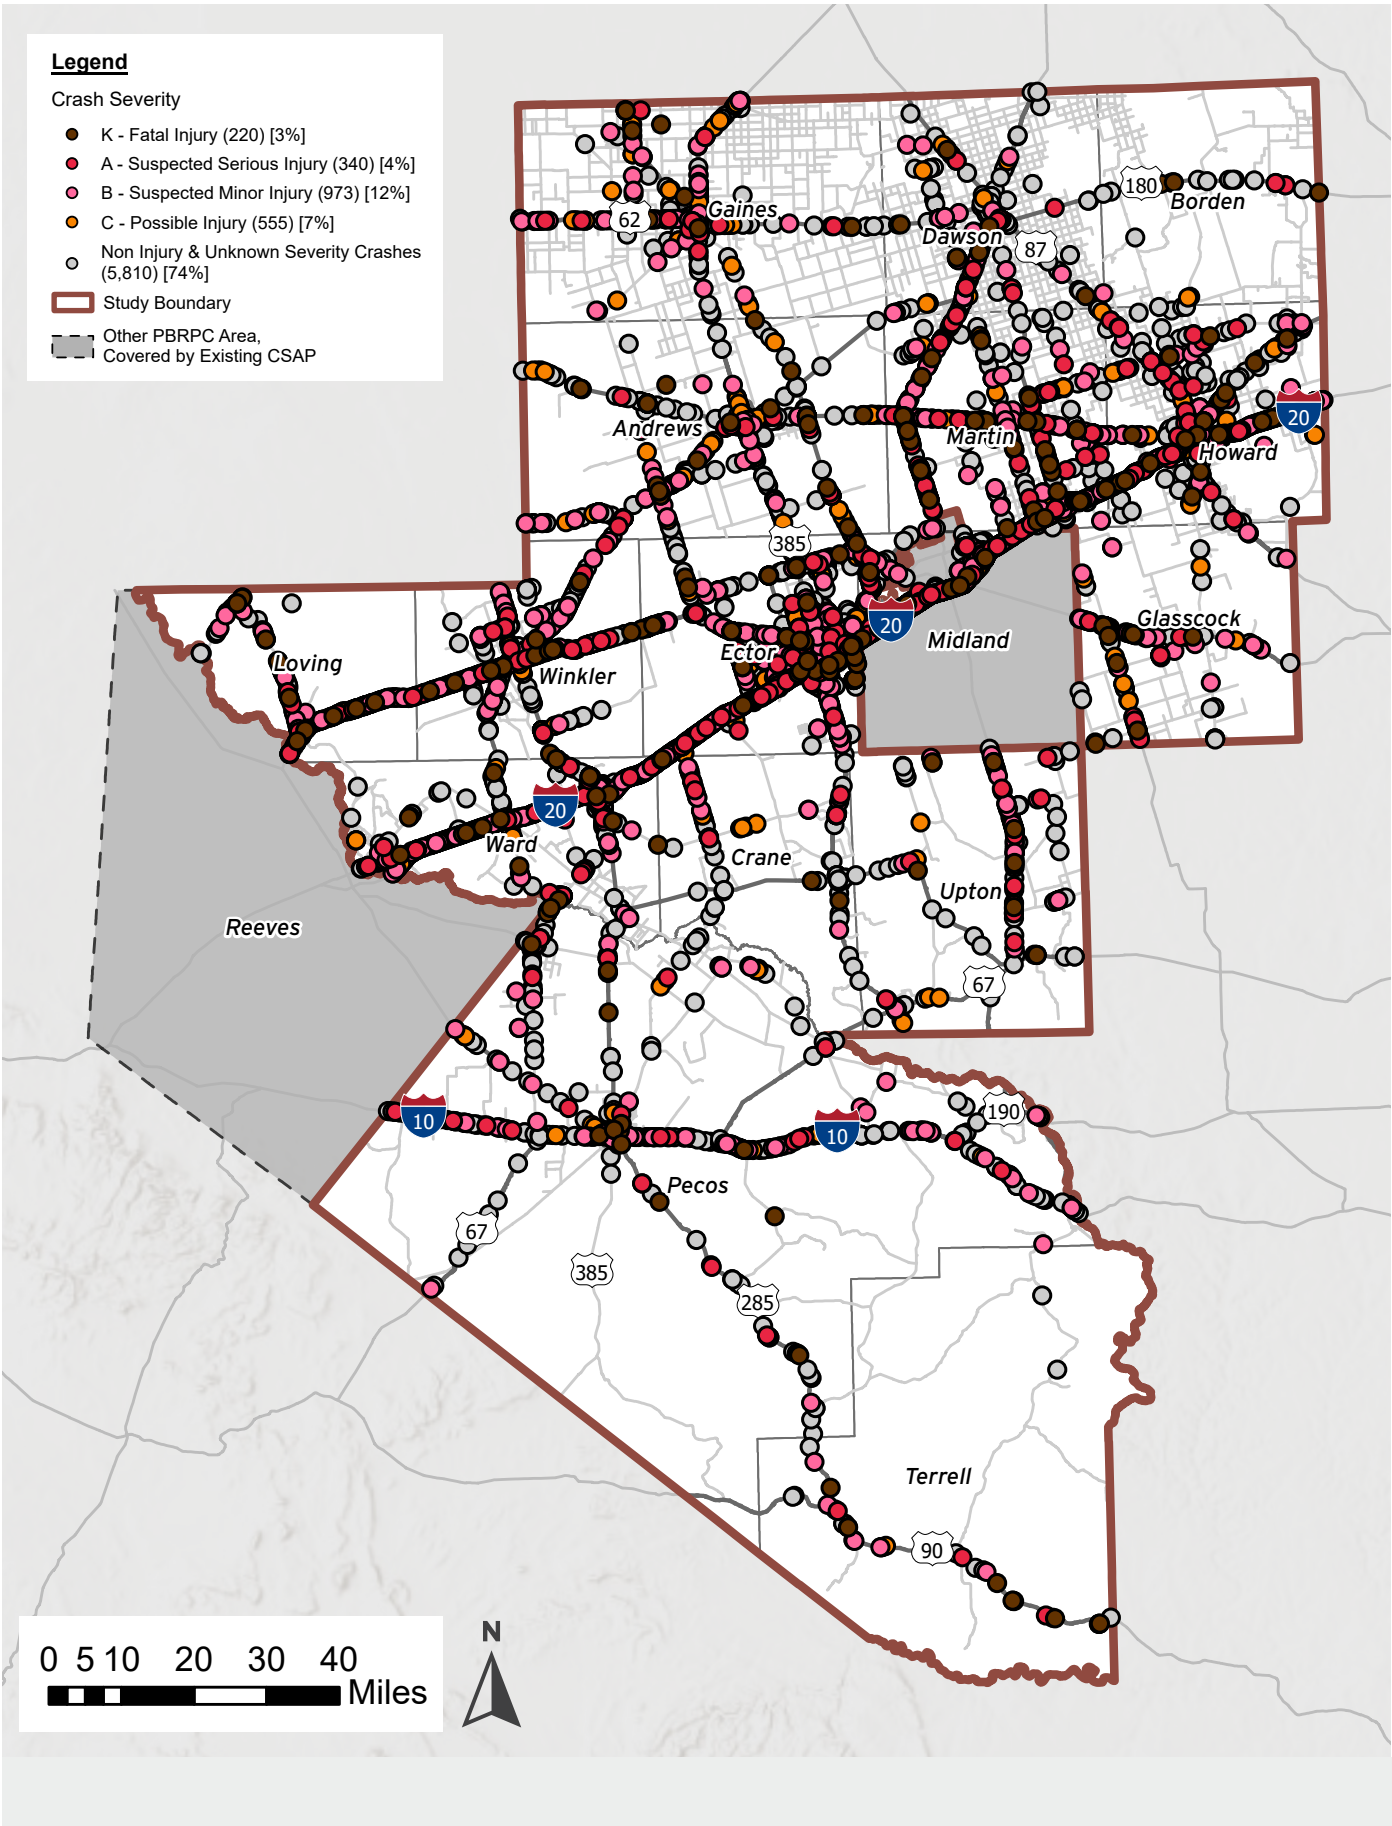 Legend
Crash Severity
K - Fatal Injury (220) [3%]
A - Suspected Serious Injury (340) [4%]
B - Suspected Minor Injury (973) [12%]
C - Possible Injury (555) [7%]
Non Injury & Unknown Severity Crashes
(5,810) [74%]
Study Boundary
Other PBRPC Area,
Covered by Existing CSAP
180
Borden
62
Gaines
Dawson
87
20
Andrews
Martin
Howard
385
20
Glasscock
Midland
Ector
Loving
Winkler
20
Ward
Crane
Upton
Reeves
67
190
10
10
Pecos
67
385
285
Terrell
90
N
0 5 10 20 30 40
Miles